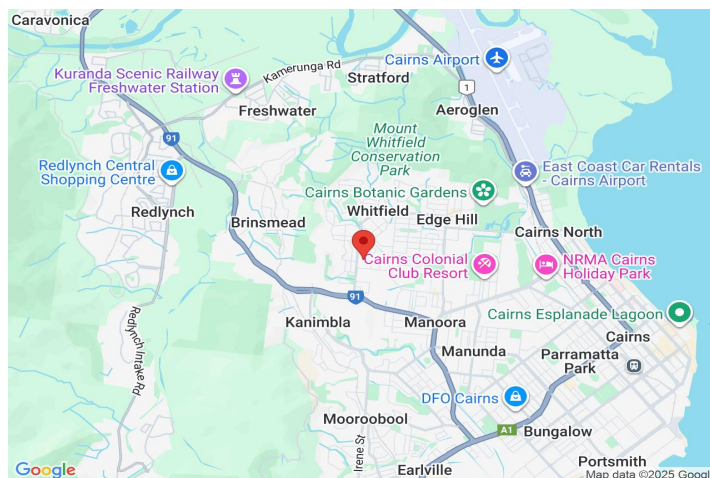 Caravonica
Kuranda Scenic Railway
Freshwater Station
Kamerunga Rd
Stratford
Cairns Airport
1
Freshwater
Aeroglen
91
Mount
Whitfield
Conservation
Park
Redlynch Central
Shopping Centre
East Coast Car Rentals
- Cairns Airport
Cairns Botanic Gardens
Redlynch
Brinsmead
Whitfield
Edge Hill
Cairns North
Cairns Colonial
Club Resort
NRMA Cairns
Holiday Park
91
Cairns Esplanade Lagoon
Kanimbla
Manoora
Redlynch Intake Rd
Cairns
Manunda
Parramatta
Park
DFO Cairns
Mooroobool
A1
Bungalow
Irene St
Earlville
Portsmith
Google
Map data ©2025 Googl